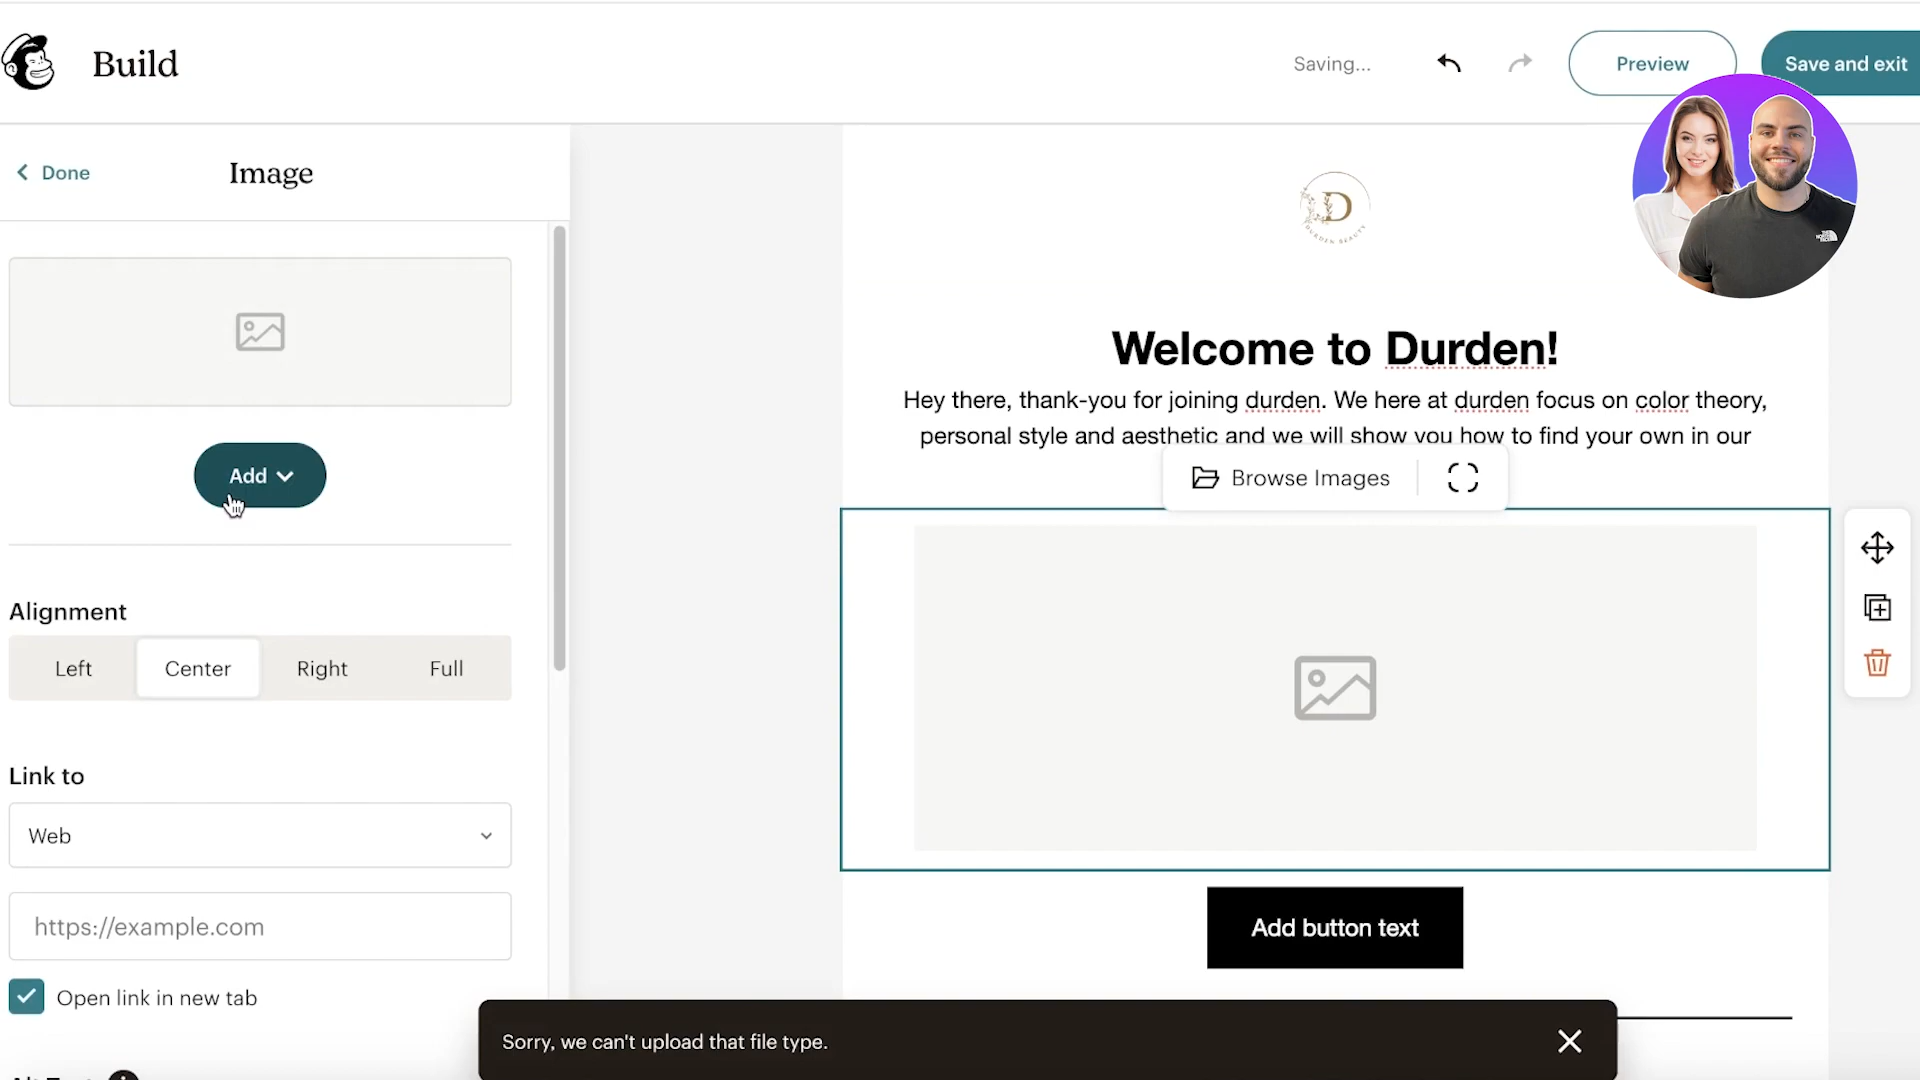 Build
Saving...
Preview
Save and exit
Done
Image
Add
Alignment
Left
Center
Right
Full
Link to
Web
https://example.com
Open link in new tab
D
DURDEN BEAUTY
Welcome to Durden!
Hey there, thank-you for joining durden. We here at durden focus on color theory,
personal style and aesthetic and we will show you how to find your own in our
Browse Images
Add button text
Sorry, we can't upload that file type.